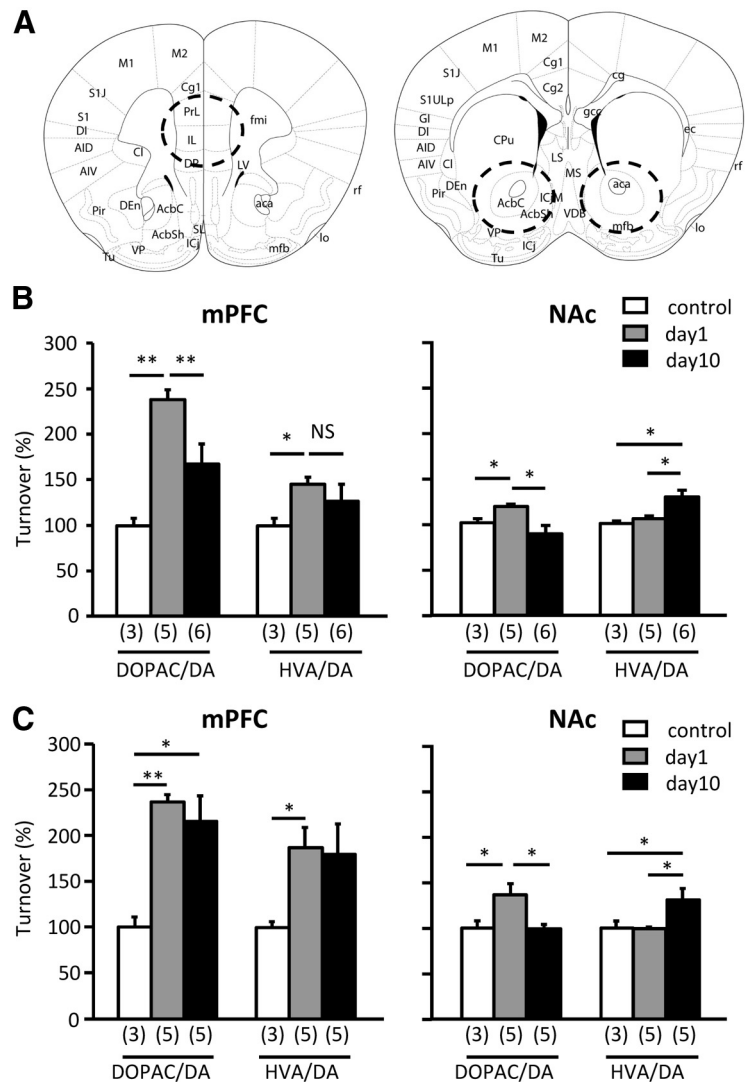 A
M1
M2
S1J
Cg1
S1
DI
AID
AIV
PrL
IL
DP
fmi
Cl
LV
Pir
DEn
AcbC
aca
rf
AcbSh
SL
ICj
VP
mfb
Tu
lo
M1
M2
Cg1
Cg2
S1J
S1ULp
GI
DI
AID
AIV
cg
gcc
ec
CPu
LS
MS
Cl
DEn
Pir
rf
AcbC
ICjM
AcbSh
VDB
aca
mfb
VP
ICj
Tu
lo
B
mPFC
NAc
control
day1
day10
Turnover (%)
300
250
200
150
100
50
0
** **
* NS
* *
*
*
(3) (5) (6) (3) (5) (6) (3) (5) (6) (3) (5) (6)
DOPAC/DA HVA/DA DOPAC/DA HVA/DA
C
mPFC
NAc
control
day1
day10
Turnover (%)
300
250
200
150
100
50
0
*
**
*
* *
*
*
(3) (5) (5) (3) (5) (5) (3) (5) (5) (3) (5) (5)
DOPAC/DA HVA/DA DOPAC/DA HVA/DA